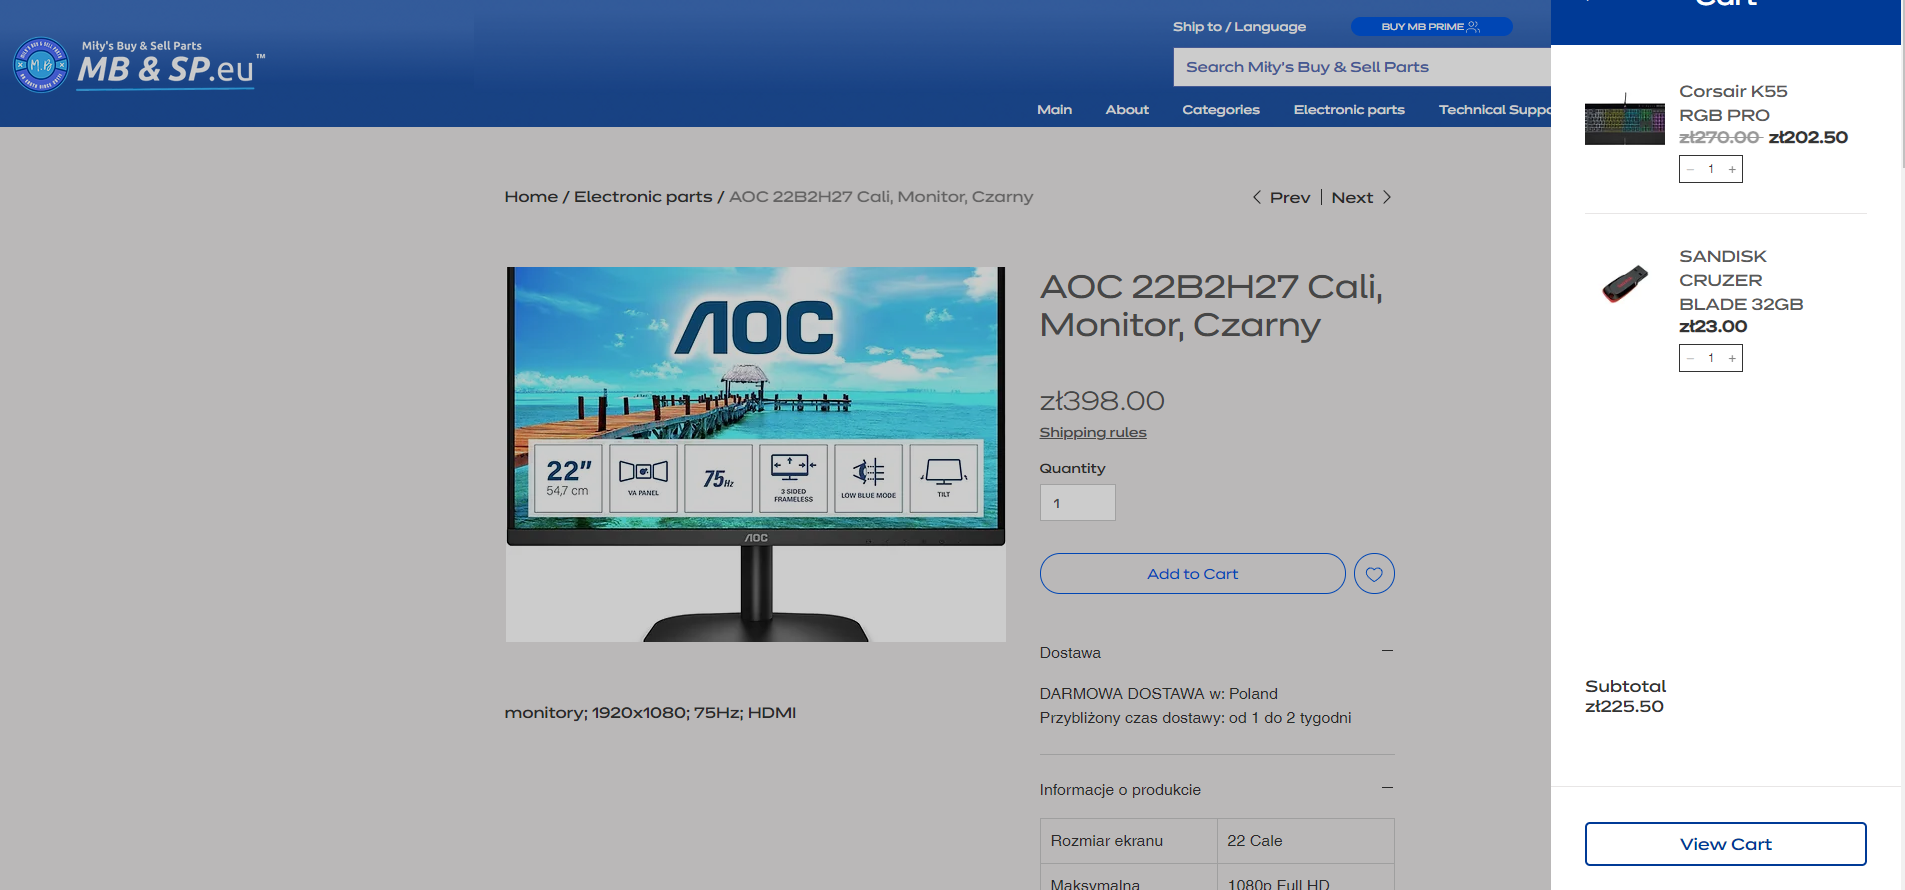 Miły's Buy & Sell Parts
MB & SP.eu™
Ship to / Language
BUY MB PRIME
Search Miły's Buy & Sell Parts
Main
About
Categories
Electronic parts
Technical Suppo
Home / Electronic parts / AOC 22B2H27 Cali, Monitor, Czarny
Prev | Next
AOC
22"
54,7 cm
VA PANEL
75Hz
3 SIDED
FRAMELESS
LOW BLUE MODE
TILT
AOC
monitory; 1920x1080; 75Hz; HDMI
AOC 22B2H27 Cali,
Monitor, Czarny
zł398.00
Shipping rules
Quantity
1
Add to Cart
Dostawa
DARMOWA DOSTAWA w: Poland
Przybliżony czas dostawy: od 1 do 2 tygodni
Informacje o produkcie
Rozmiar ekranu
22 Cale
Maksymalna
1080p Full HD
Cart
Corsair K55
RGB PRO
zł270.00 zł202.50
− 1 +
SANDISK
CRUZER
BLADE 32GB
zł23.00
− 1 +
Subtotal
zł225.50
View Cart